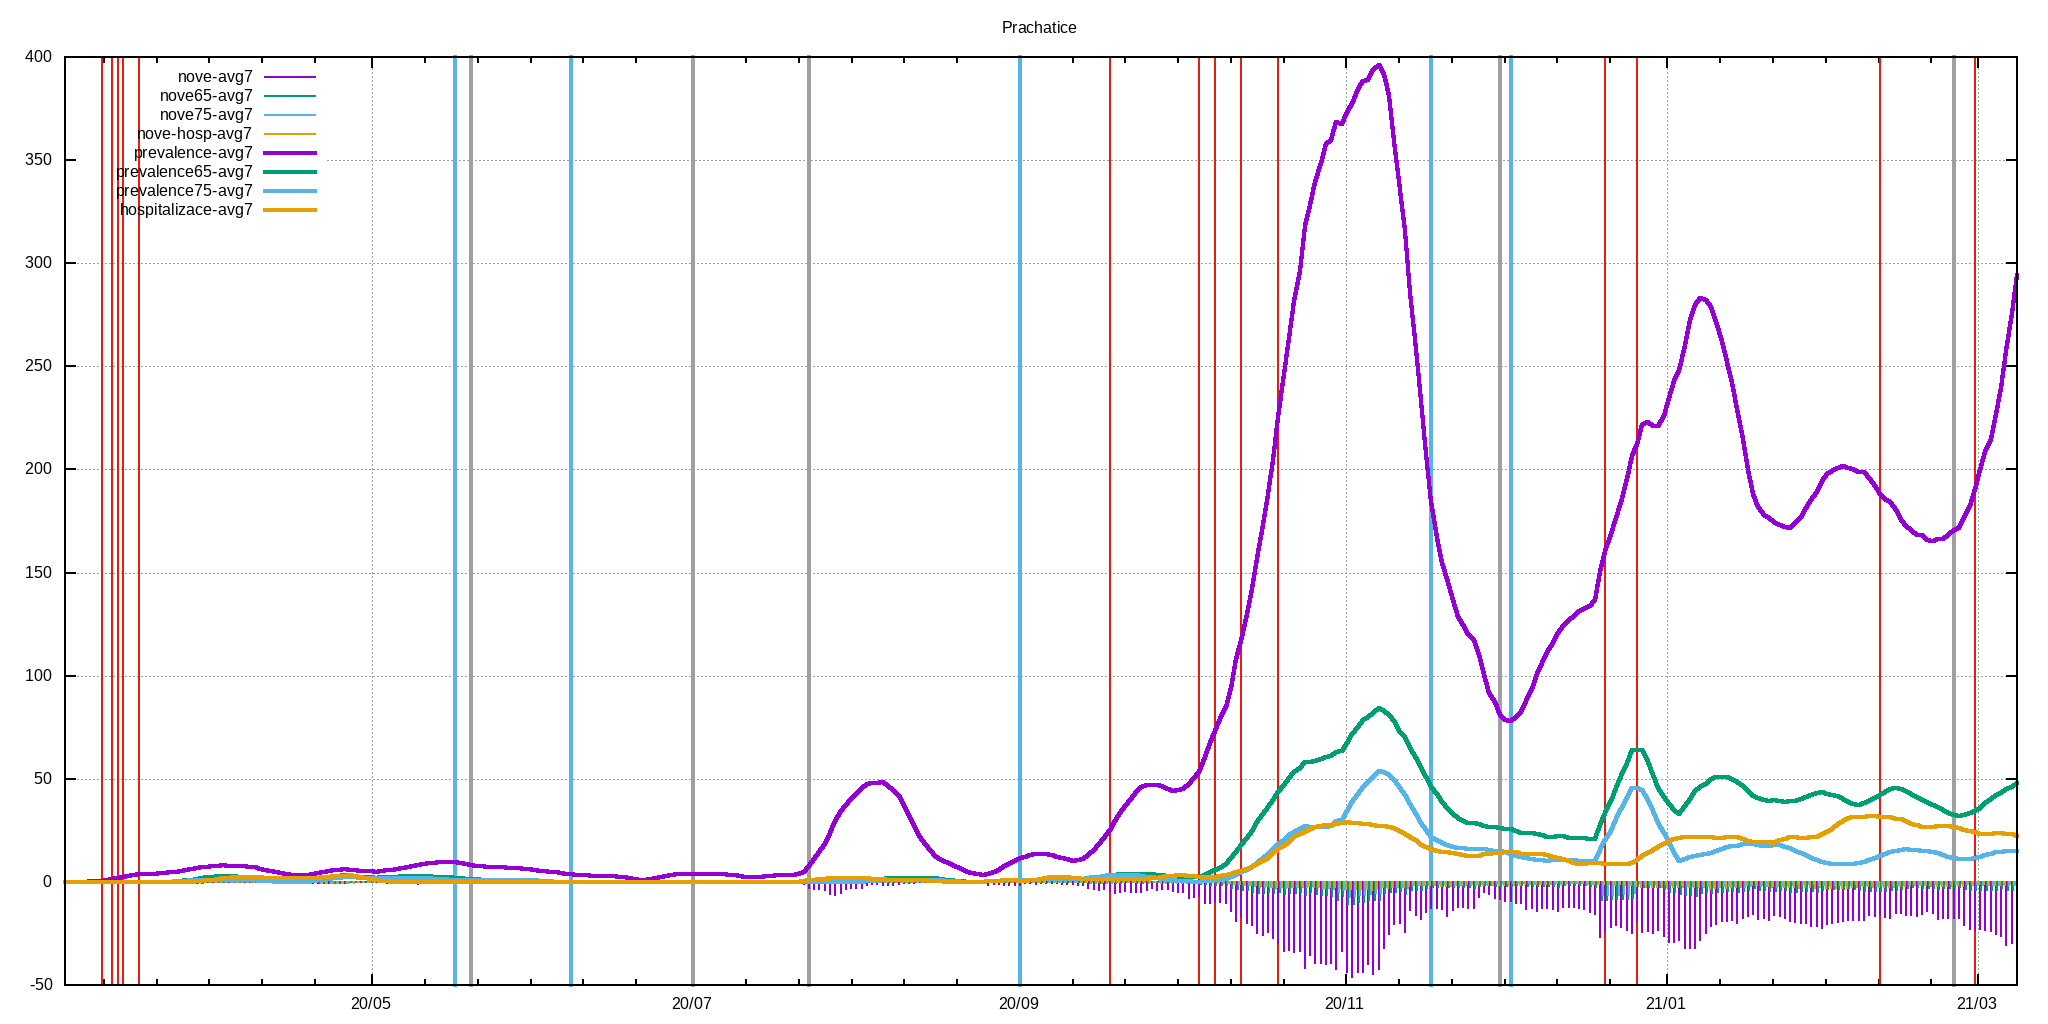 Prachatice
400
350
300
250
200
150
100
50
0
-50
nove-avg7
nove65-avg7
nove75-avg7
nove-hosp-avg7
prevalence-avg7
prevalence65-avg7
prevalence75-avg7
hospitalizace-avg7
20/05 20/07 20/09 20/11 21/01 21/03